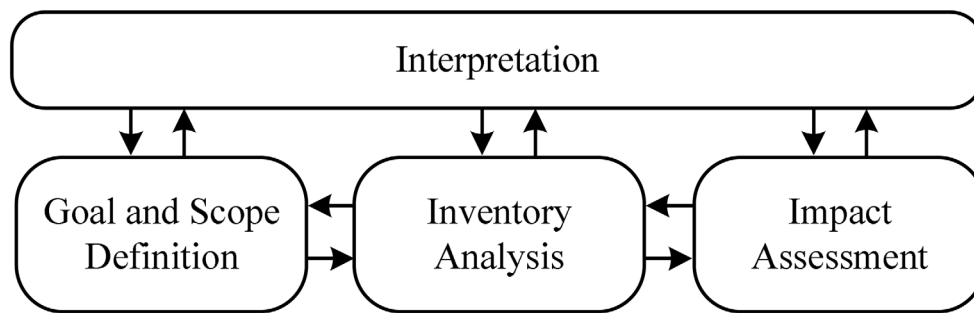 Interpretation
Goal and Scope
Definition
Inventory
Analysis
Impact
Assessment